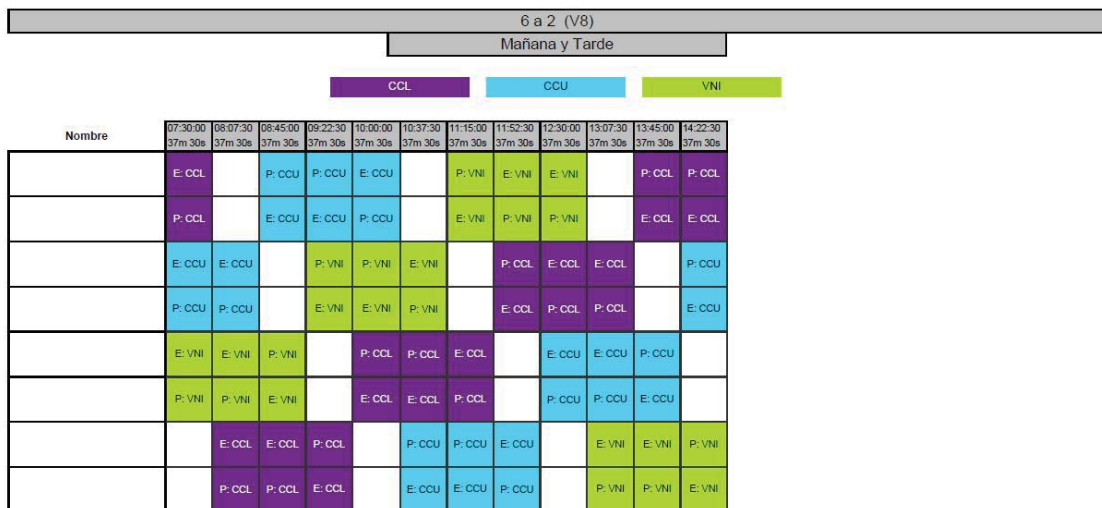 6 a 2 (V8)
Mañana y Tarde
CCL CCU VNI
Nombre 07:30:00 08:07:30 08:45:00 09:22:30 10:00:00 10:37:30 11:15:00 11:52:30 12:30:00 13:07:30 13:45:00 14:22:30
37m 30s 37m 30s 37m 30s 37m 30s 37m 30s 37m 30s 37m 30s 37m 30s 37m 30s 37m 30s 37m 30s 37m 30s
E: CCL P: CCU P: CCU E: CCU P: VNI E: VNI E: VNI P: CCL P: CCL
P: CCL E: CCU E: CCU P: CCU E: VNI P: VNI P: VNI E: CCL E: CCL
E: CCU E: CCU P: VNI P: VNI E: VNI P: CCL E: CCL E: CCL P: CCU
P: CCU P: CCU E: VNI E: VNI P: VNI E: CCL P: CCL P: CCL E: CCU
E: VNI E: VNI P: VNI P: CCL P: CCL E: CCL E: CCU E: CCU P: CCU
P: VNI P: VNI E: VNI E: CCL E: CCL P: CCL P: CCU P: CCU E: CCU
E: CCL E: CCL P: CCL P: CCU P: CCU E: CCU E: VNI E: VNI P: VNI
P: CCL P: CCL E: CCL E: CCU E: CCU P: CCU P: VNI P: VNI E: VNI